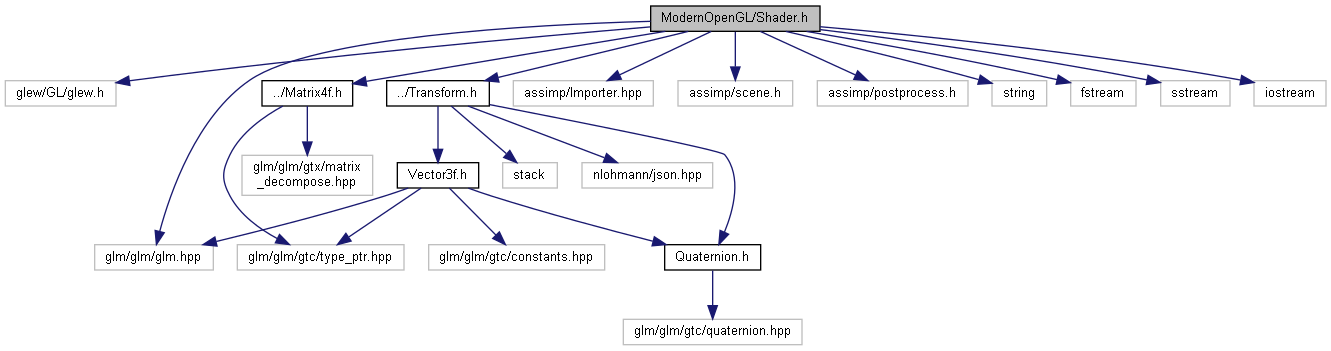 ModernOpenGL/Shader.h
glew/GL/glew.h
../Matrix4f.h
../Transform.h
assimp/Importer.hpp
assimp/scene.h
assimp/postprocess.h
string
fstream
sstream
iostream
glm/glm/gtx/matrix
_decompose.hpp
Vector3f.h
stack
nlohmann/json.hpp
glm/glm/glm.hpp
glm/glm/gtc/type_ptr.hpp
glm/glm/gtc/constants.hpp
Quaternion.h
glm/glm/gtc/quaternion.hpp